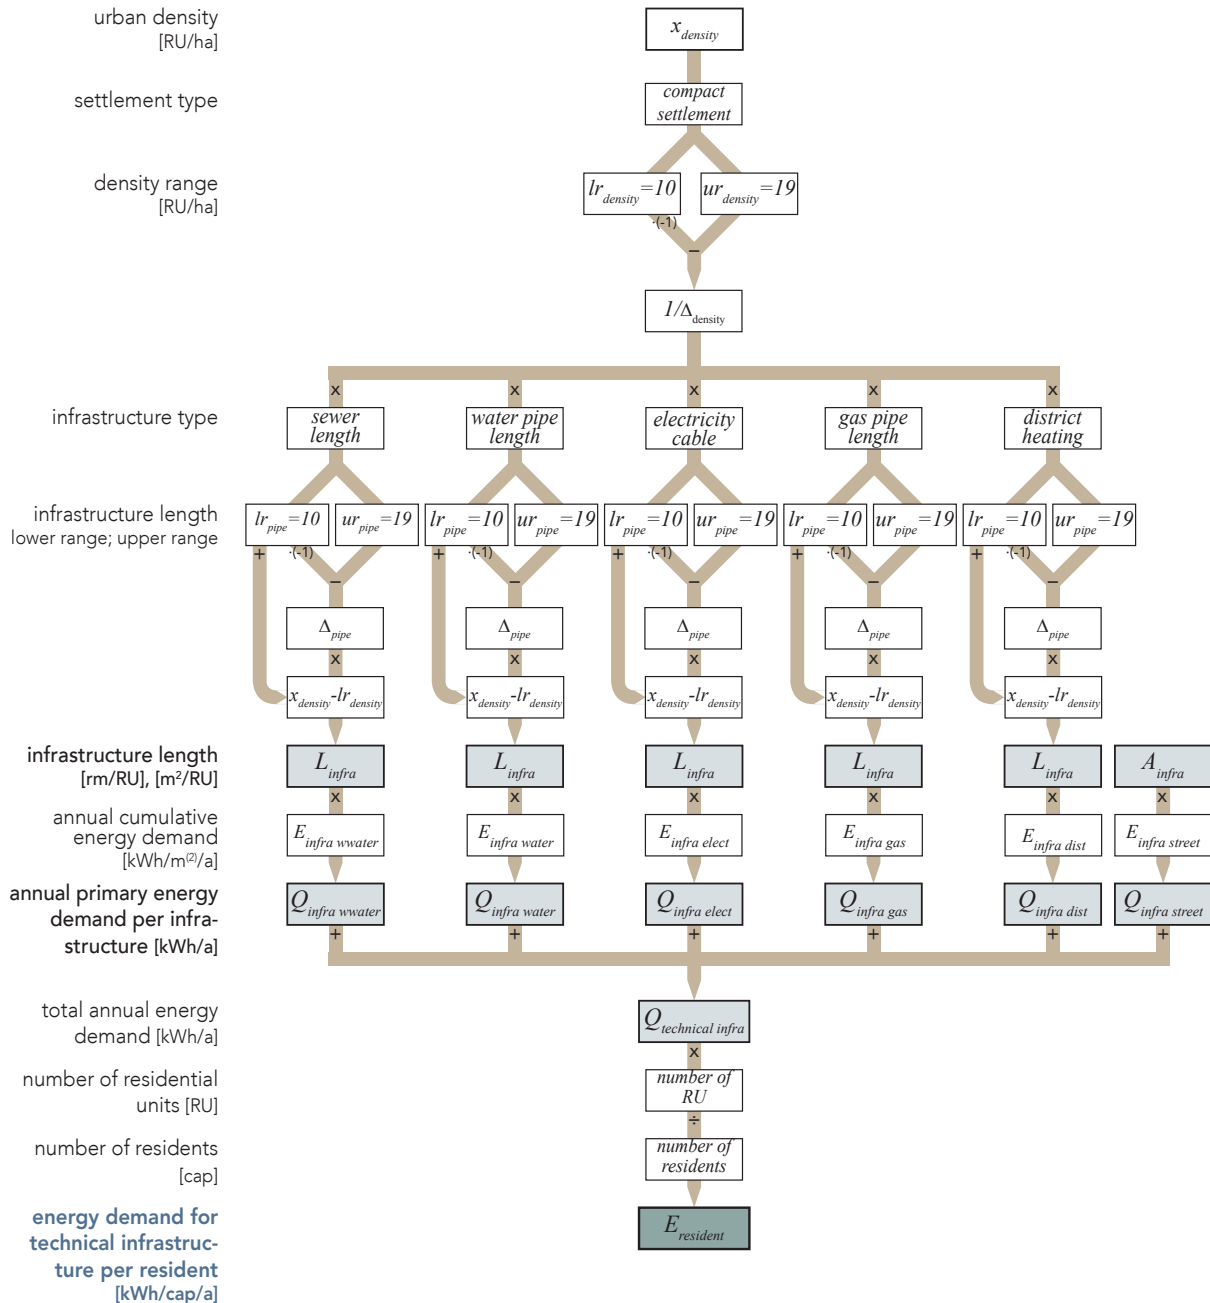 urban density
[RU/ha]
x density
settlement type
compact
settlement
density range
[RU/ha]
lr density =10
ur density =19
·(-1)
–
1/Δ density
x x x x x
infrastructure type
sewer
length
water pipe
length
electricity
cable
gas pipe
length
district
heating
infrastructure length
lower range; upper range
lr pipe =10 ur pipe =19 lr pipe =10 ur pipe =19 lr pipe =10 ur pipe =19 lr pipe =10 ur pipe =19 lr pipe =10 ur pipe =19
+ ·(-1) + ·(-1) + ·(-1) + ·(-1) + ·(-1)
– – – – –
Δ pipe Δ pipe Δ pipe Δ pipe Δ pipe
x x x x x
x density -lr density x density -lr density x density -lr density x density -lr density x density -lr density
infrastructure length
[rm/RU], [m²/RU]
L infra L infra L infra L infra L infra A infra
x x x x x x
annual cumulative
energy demand
[kWh/m⁽²⁾/a]
E infra wwater E infra water E infra elect E infra gas E infra dist E infra street
annual primary energy
demand per infra-
structure [kWh/a]
Q infra wwater Q infra water Q infra elect Q infra gas Q infra dist Q infra street
+ + + + + +
total annual energy
demand [kWh/a]
Q technical infra
x
number of residential
units [RU]
number of
RU
÷
number of residents
[cap]
number of
residents
energy demand for
technical infrastruc-
ture per resident
[kWh/cap/a]
E resident